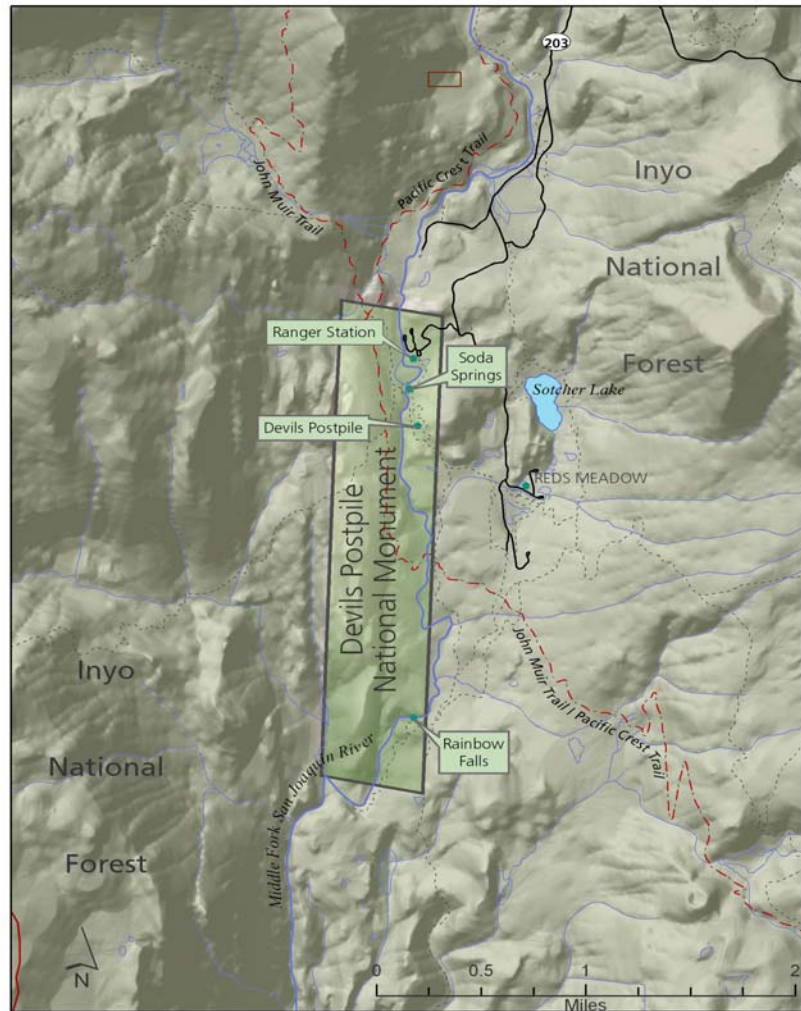 203
Inyo
National
Forest
John Muir Trail
Pacific Crest Trail
Ranger Station
Soda
Springs
Devils Postpile
Sotcher Lake
REDS MEADOW
Devils Postpile
National Monument
John Muir Trail / Pacific Crest Trail
Rainbow
Falls
Middle Fork San Joaquin River
Inyo
National
Forest
N
0 0.5 1 2
Miles